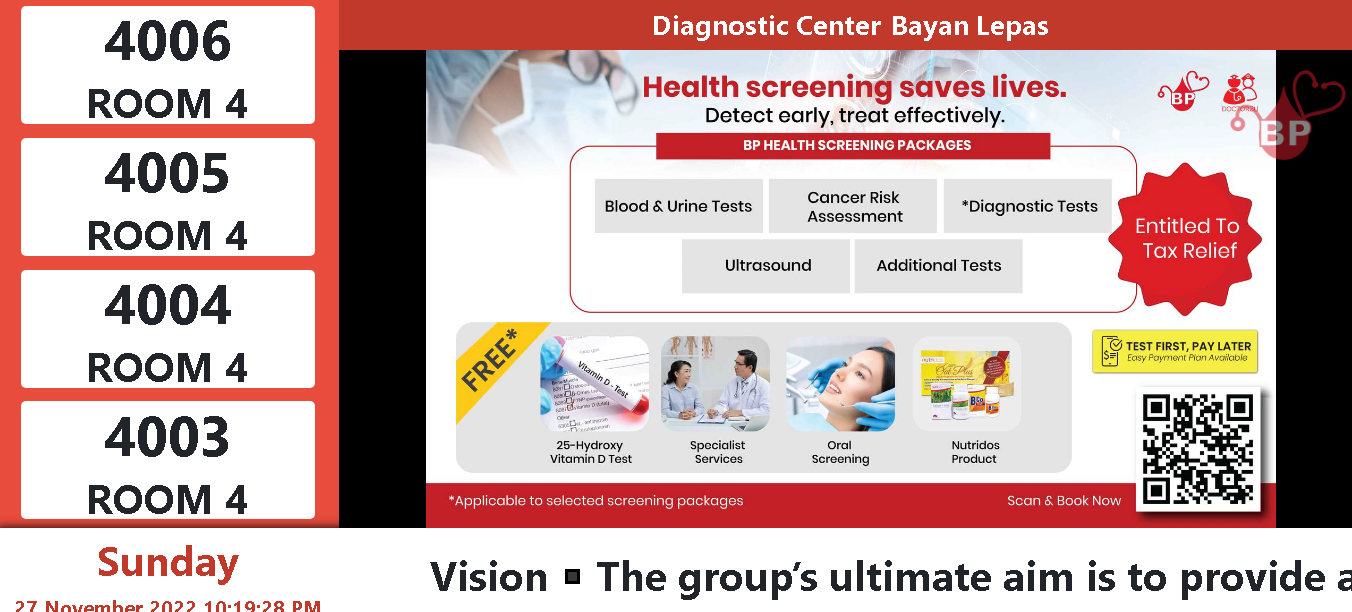 4006
ROOM 4
4005
ROOM 4
4004
ROOM 4
4003
ROOM 4
Sunday
27 November 2022 10:19:28 PM
Diagnostic Center Bayan Lepas
Health screening saves lives.
Detect early, treat effectively.
BP
BP
BP HEALTH SCREENING PACKAGES
Blood & Urine Tests
Cancer Risk
Assessment
*Diagnostic Tests
Ultrasound
Additional Tests
Entitled To
Tax Relief
FREE*
Vitamin D - Test
25-Hydroxy
Vitamin D Test
Specialist
Services
Oral
Screening
Nutridos
Product
TEST FIRST, PAY LATER
Easy Payment Plan Available
*Applicable to selected screening packages
Scan & Book Now
Vision ▪ The group’s ultimate aim is to provide a